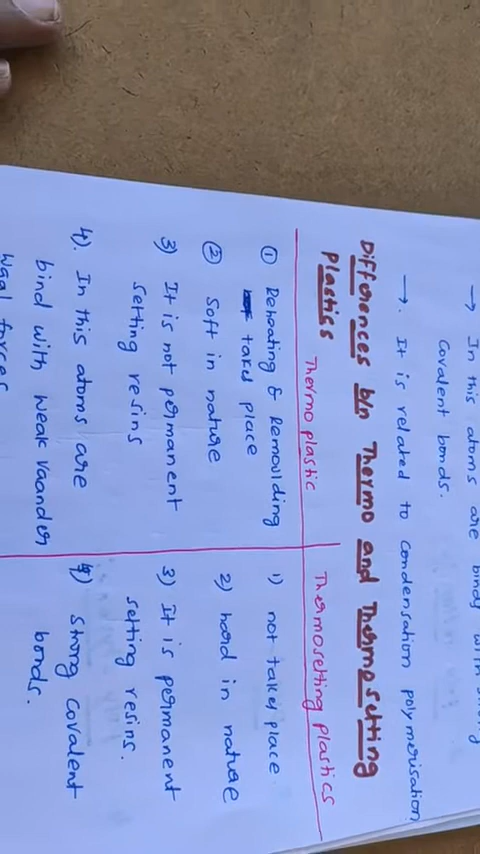 → In this atoms are binds with
Covalent bonds.
→. It is related to condensation polymerisation
Differences b/n Thermo and Thermosetting
Plastics
Thermoplastic
Thermosetting plastics
① Reheating & Remoulding
takes place
② Soft in nature
3) It is not permanent
Setting resins
4). In this atoms are
bind with weak Vaander
Waal forces
1) not takes place
2) hard in nature
3) It is permanent
setting resins.
4) Strong covalent
bonds.